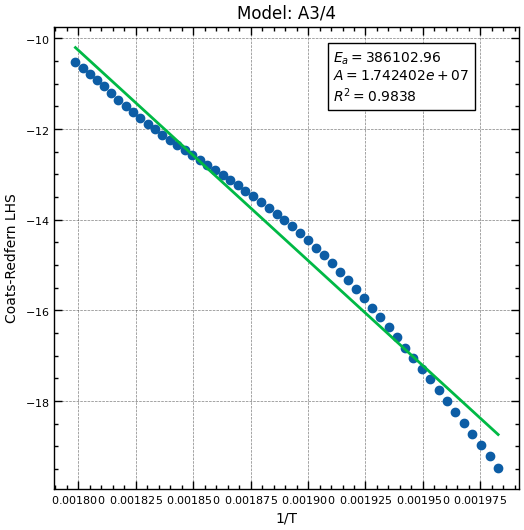 Model: A3/4
E_a = 386102.96
A = 1.742402e + 07
R² = 0.9838
Coats-Redfern LHS
−10
−12
−14
−16
−18
0.001800 0.001825 0.001850 0.001875 0.001900 0.001925 0.001950 0.001975
1/T